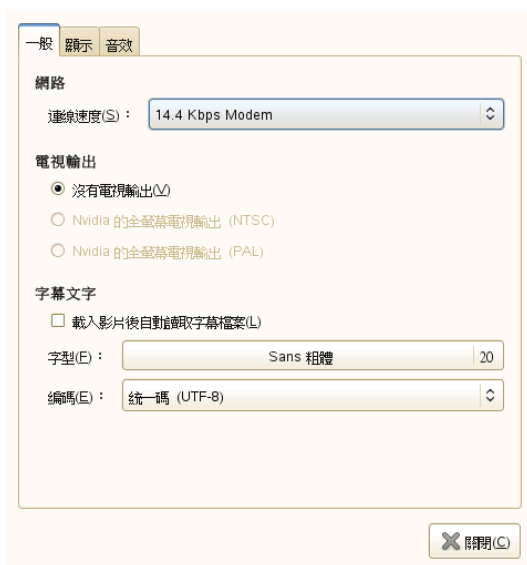 一般 顯示 音效
網路
連線速度(S)： 14.4 Kbps Modem
電視輸出
沒有電視輸出(V)
Nvidia 的全螢幕電視輸出 (NTSC)
Nvidia 的全螢幕電視輸出 (PAL)
字幕文字
載入影片後自動讀取字幕檔案(L)
字型(F)： Sans 粗體 20
編碼(E)： 統一碼 (UTF-8)
關閉(C)